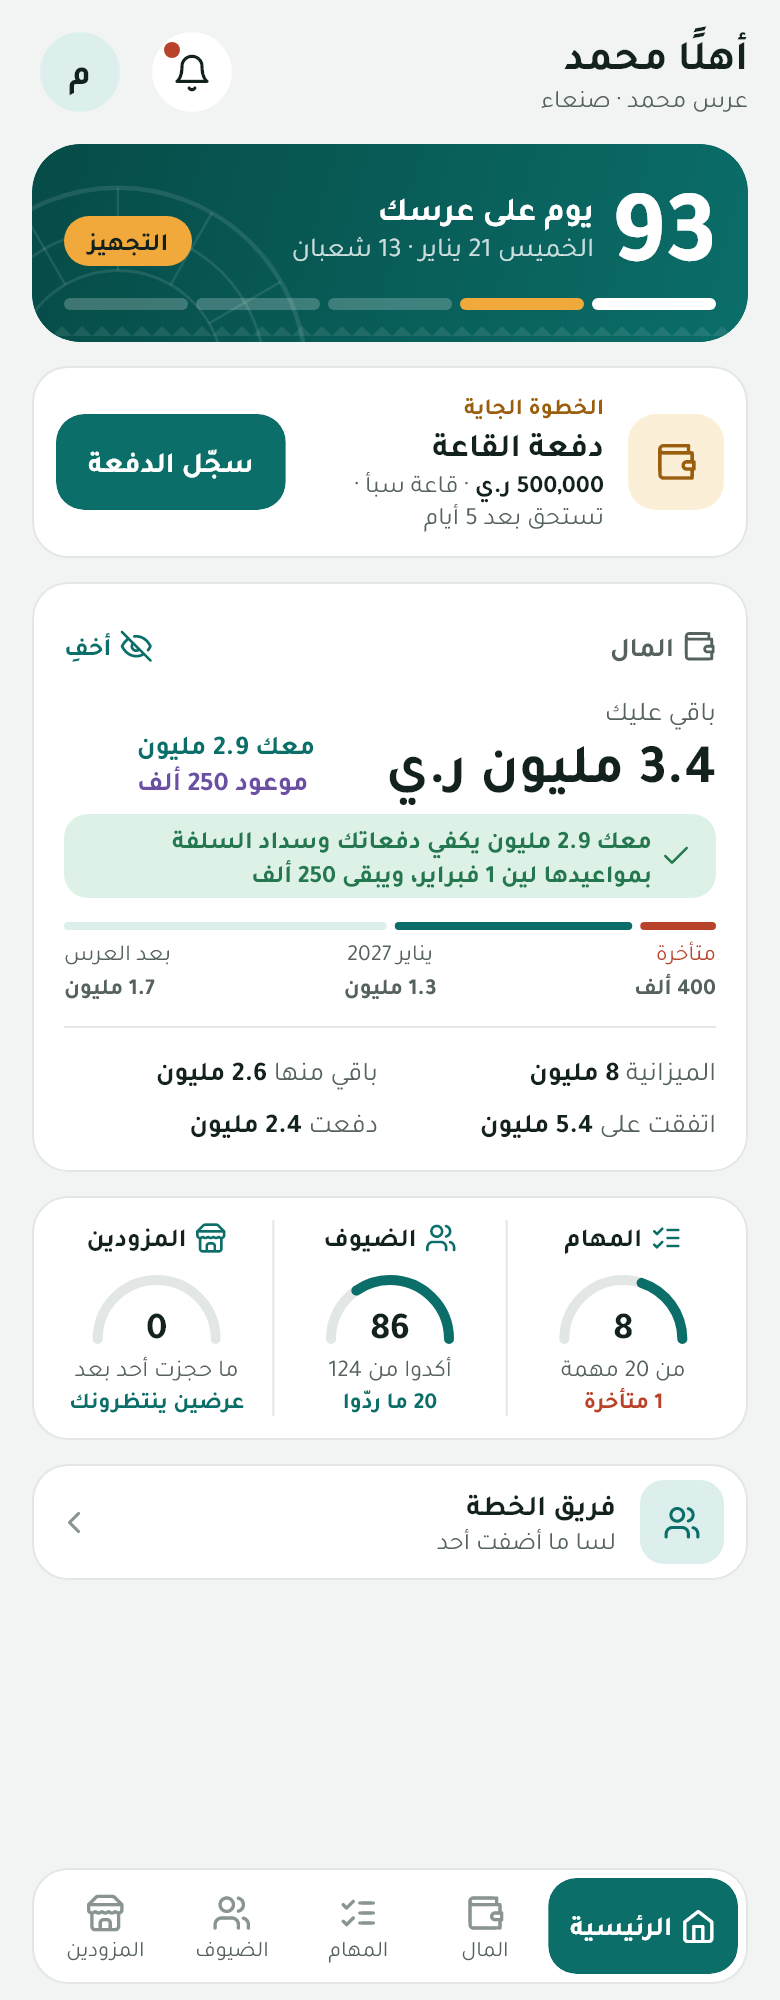 أهلًا محمد
عرس محمد · صنعاء
م
93
يوم على عرسك
الخميس 21 يناير · 13 شعبان
التجهيز
الخطوة الجاية
دفعة القاعة
500,000 ر.ي · قاعة سبأ ·
تستحق بعد 5 أيام
سجّل الدفعة
المال
أخفِ
باقي عليك
3.4 مليون ر.ي
معك 2.9 مليون
موعود 250 ألف
معك 2.9 مليون يكفي دفعاتك وسداد السلفة
بمواعيدها لين 1 فبراير، ويبقى 250 ألف
متأخرة
400 ألف
يناير 2027
1.3 مليون
بعد العرس
1.7 مليون
الميزانية 8 مليون
باقي منها 2.6 مليون
اتفقت على 5.4 مليون
دفعت 2.4 مليون
المهام
8
من 20 مهمة
1 متأخرة
الضيوف
86
أكدوا من 124
20 ما ردّوا
المزودين
0
ما حجزت أحد بعد
عرضين ينتظرونك
فريق الخطة
لسا ما أضفت أحد
الرئيسية
المال
المهام
الضيوف
المزودين